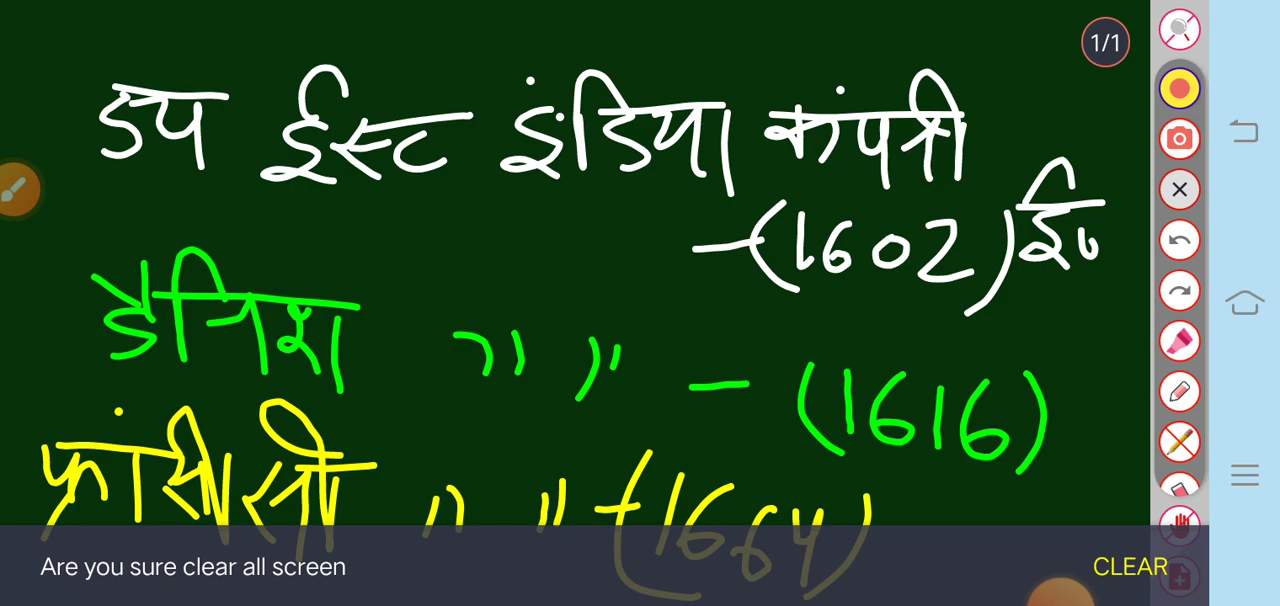 1/1
डच ईस्ट इंडिया कंपनी
-(1602)ई०
डेनिश " " - (1616)
फ्रांसीसी " " - (1664)
Are you sure clear all screen CLEAR